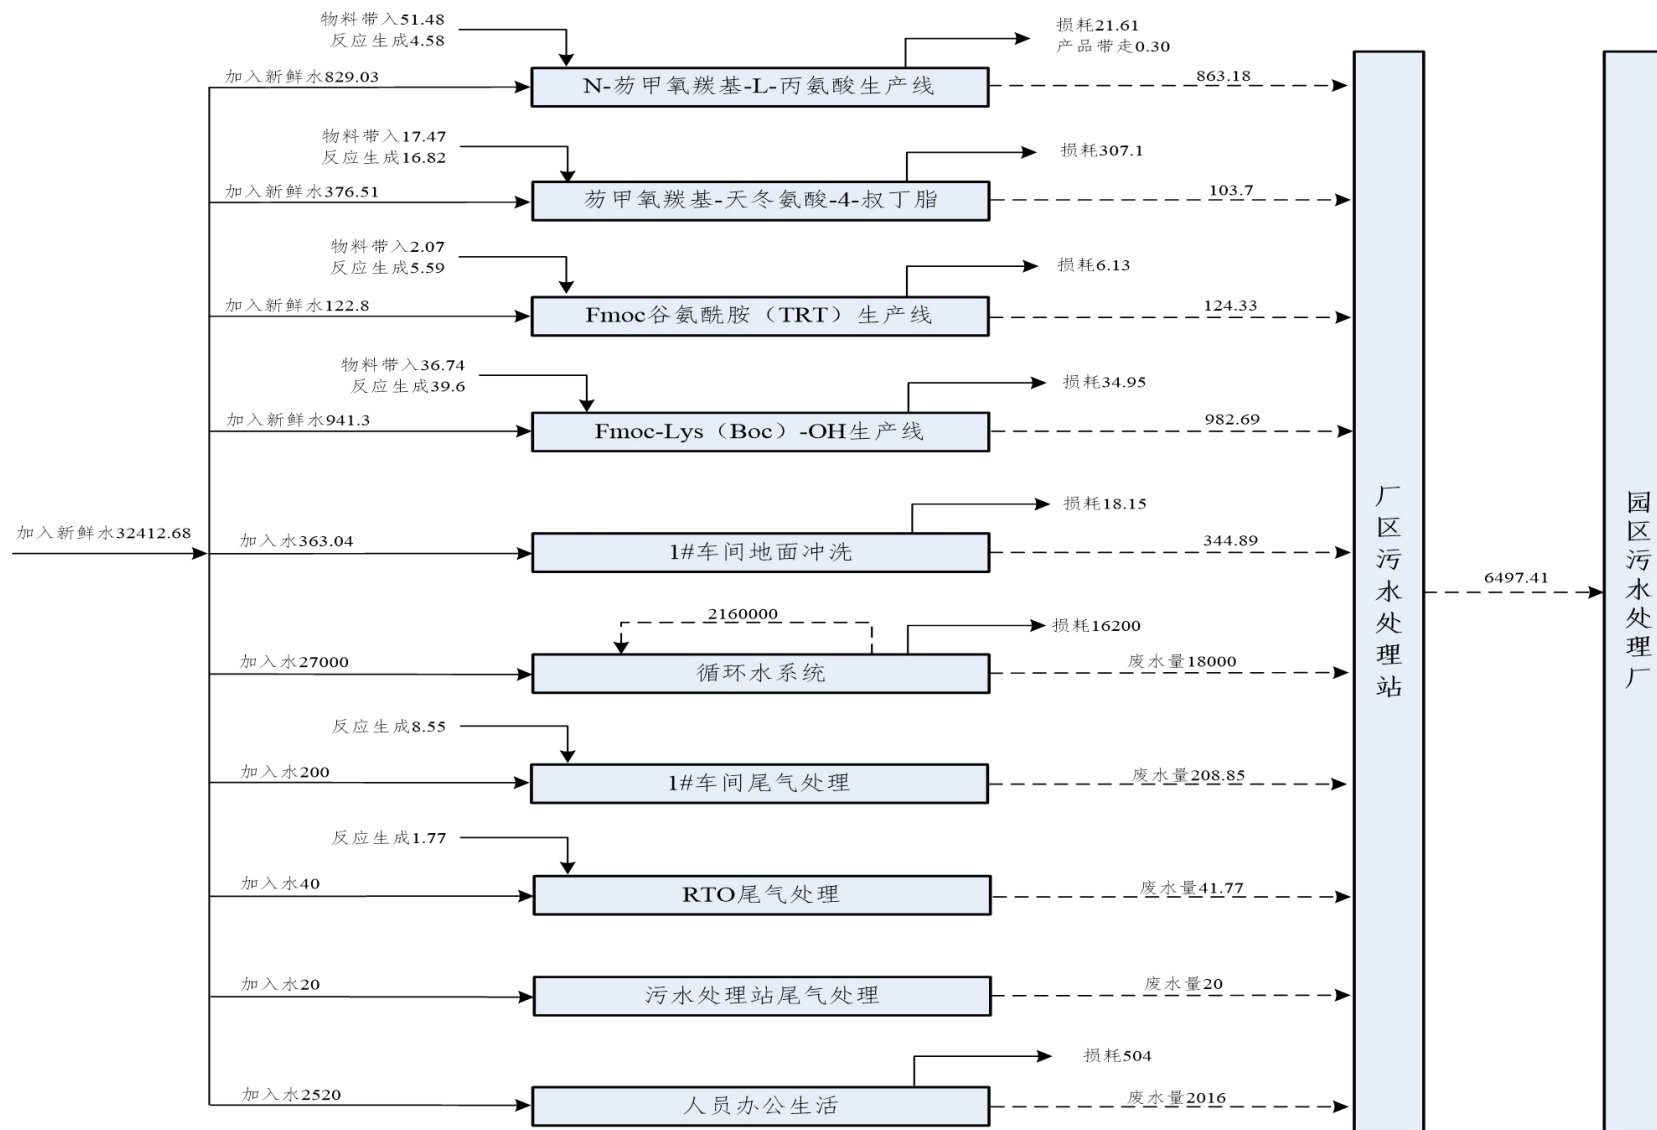 物料带入51.48
反应生成4.58
损耗21.61
产品带走0.30
加入新鲜水829.03
N-芴甲氧羰基-L-丙氨酸生产线
863.18
物料带入17.47
反应生成16.82
损耗307.1
加入新鲜水376.51
芴甲氧羰基-天冬氨酸-4-叔丁脂
103.7
物料带入2.07
反应生成5.59
损耗6.13
加入新鲜水122.8
Fmoc谷氨酰胺（TRT）生产线
124.33
物料带入36.74
反应生成39.6
损耗34.95
加入新鲜水941.3
Fmoc-Lys（Boc）-OH生产线
982.69
加入新鲜水32412.68
损耗18.15
加入水363.04
1#车间地面冲洗
344.89
厂区污水处理站
6497.41
园区污水处理厂
2160000
损耗16200
加入水27000
循环水系统
废水量18000
反应生成8.55
加入水200
1#车间尾气处理
废水量208.85
反应生成1.77
加入水40
RTO尾气处理
废水量41.77
加入水20
污水处理站尾气处理
废水量20
损耗504
加入水2520
人员办公生活
废水量2016